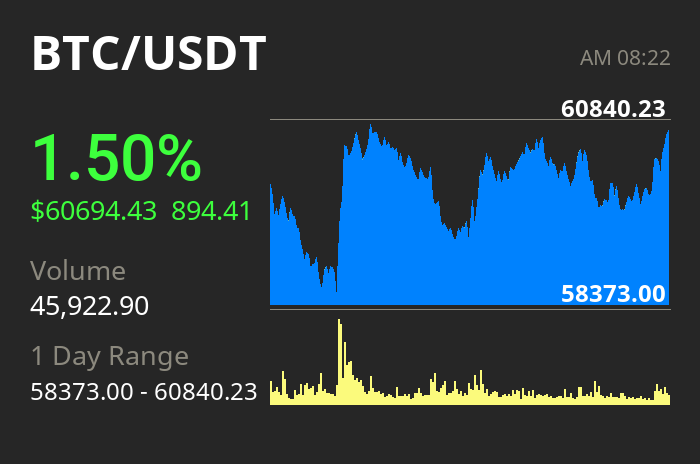 BTC/USDT
AM 08:22
60840.23
1.50%
$60694.43 894.41
Volume
45,922.90
58373.00
1 Day Range
58373.00 - 60840.23